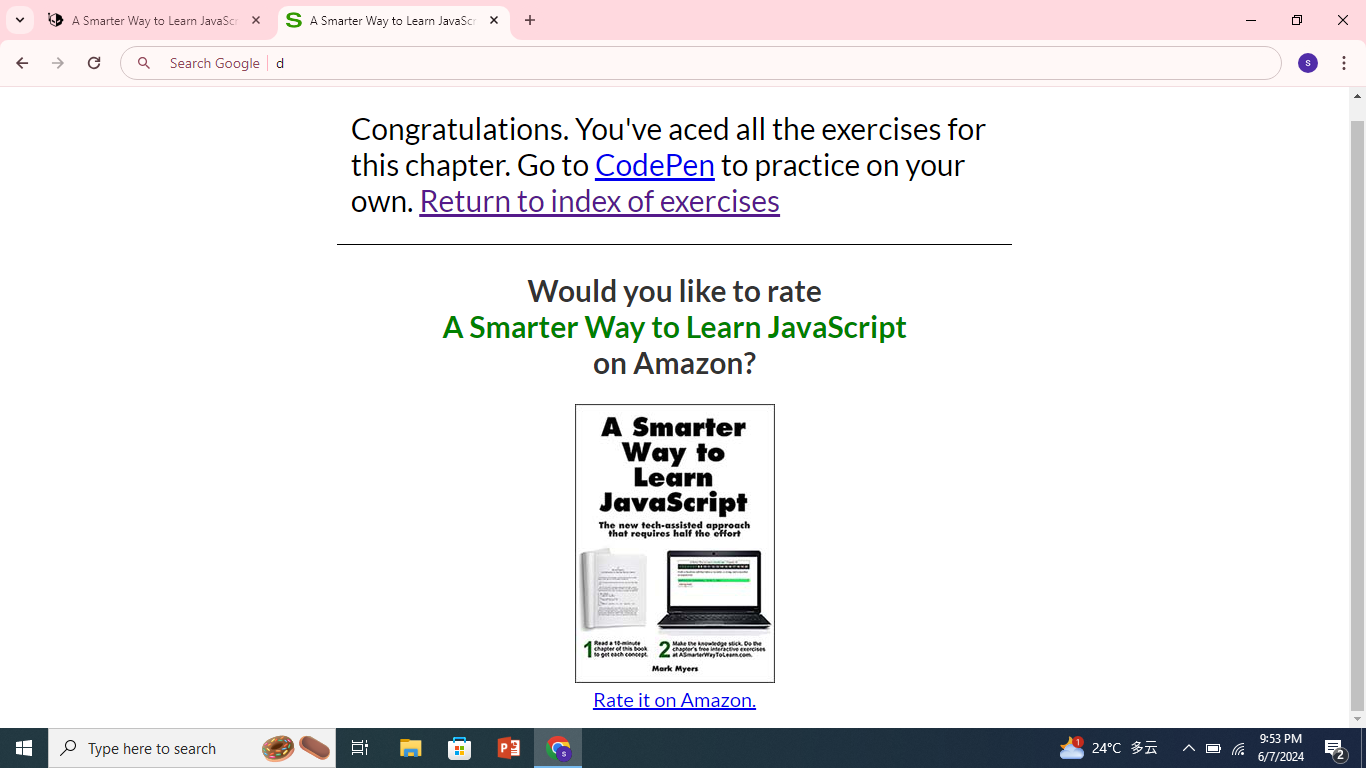 A Smarter Way to Learn JavaSc
A Smarter Way to Learn JavaSc
Search Google
d
s
Congratulations. You've aced all the exercises for
this chapter. Go to CodePen to practice on your
own. Return to index of exercises
Would you like to rate
A Smarter Way to Learn JavaScript
on Amazon?
A Smarter
Way to
Learn
JavaScript
The new tech-assisted approach
that requires half the effort
1 Read a 10-minute
chapter of this book
to get each concept.
2 Make the knowledge stick. Do the
chapter's free interactive exercises
at ASmarterWayToLearn.com.
Mark Myers
Rate it on Amazon.
Type here to search
s
1
24°C 多云
9:53 PM
6/7/2024
2